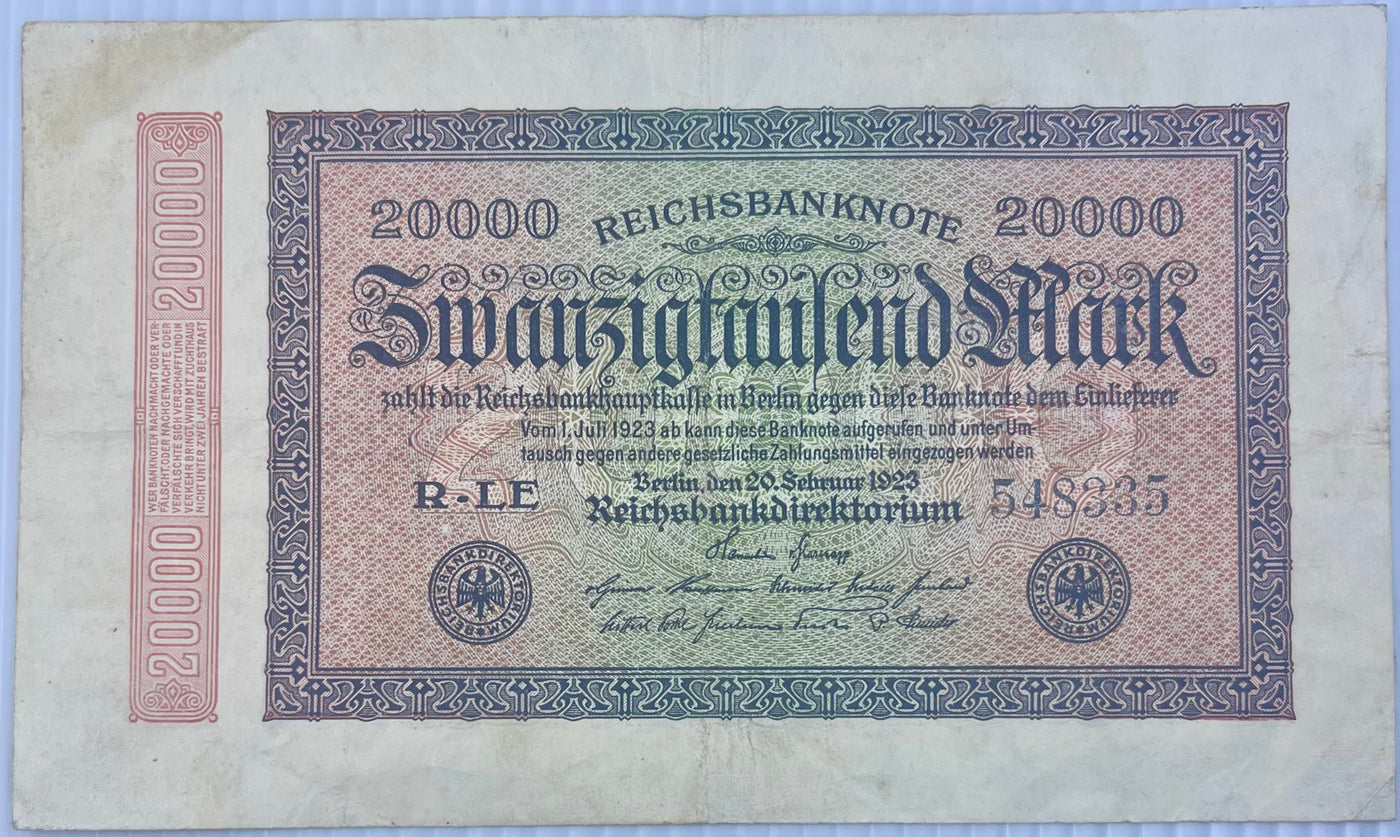 20000 REICHSBANKNOTE 20000
Zwanzigtausend Mark
zahlt die Reichsbankhauptkasse in Berlin gegen diese Banknote dem Einlieferer
Vom 1. Juli 1923 ab kann diese Banknote aufgerufen und unter Um-
tausch gegen andere gesetzliche Zahlungsmittel eingezogen werden
Berlin, den 20. Februar 1923
R-LE Reichsbankdirektorium 548335
REICHSBANKDIREKTORIUM
REICHSBANKDIREKTORIUM
20000
WER BANKNOTEN NACHMACHT ODER VER-
FÄLSCHT, ODER NACHGEMACHTE ODER
VERFÄLSCHTE SICH VERSCHAFFT UND IN
VERKEHR BRINGT, WIRD MIT ZUCHTHAUS
NICHT UNTER ZWEI JAHREN BESTRAFT
20000